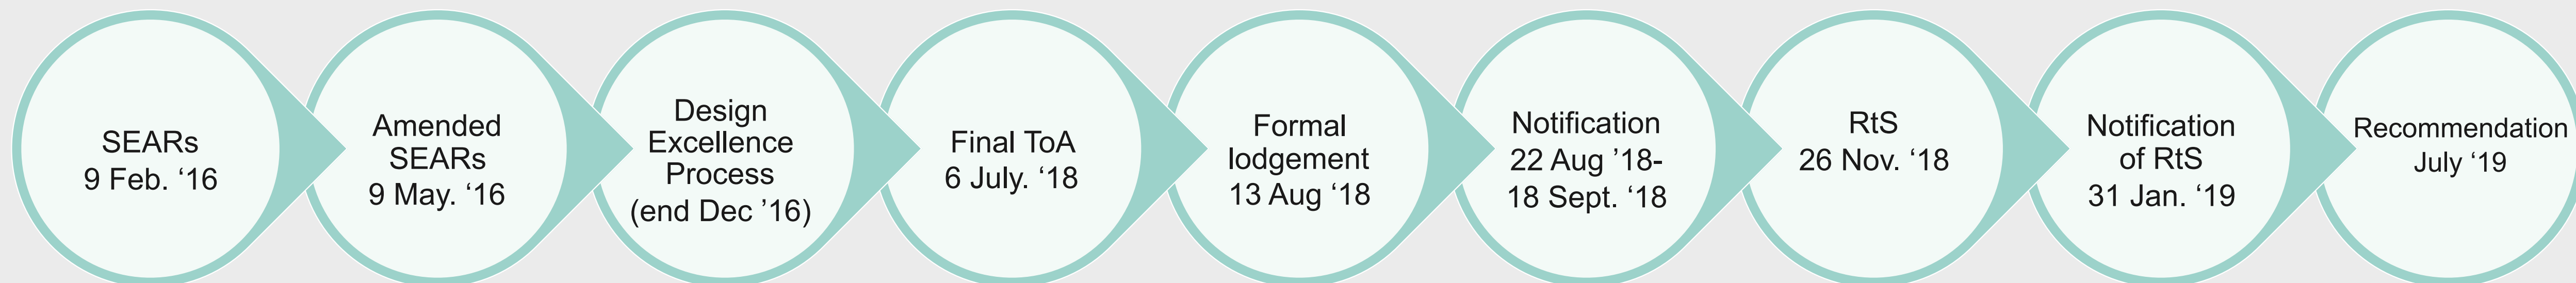 SEARs
9 Feb. ‘16
Amended
SEARs
9 May. ‘16
Design
Excellence
Process
(end Dec ’16)
Final ToA
6 July. ‘18
Formal
lodgement
13 Aug ‘18
Notification
22 Aug ’18-
18 Sept. ‘18
RtS
26 Nov. ‘18
Notification
of RtS
31 Jan. ‘19
Recommendation
July ‘19